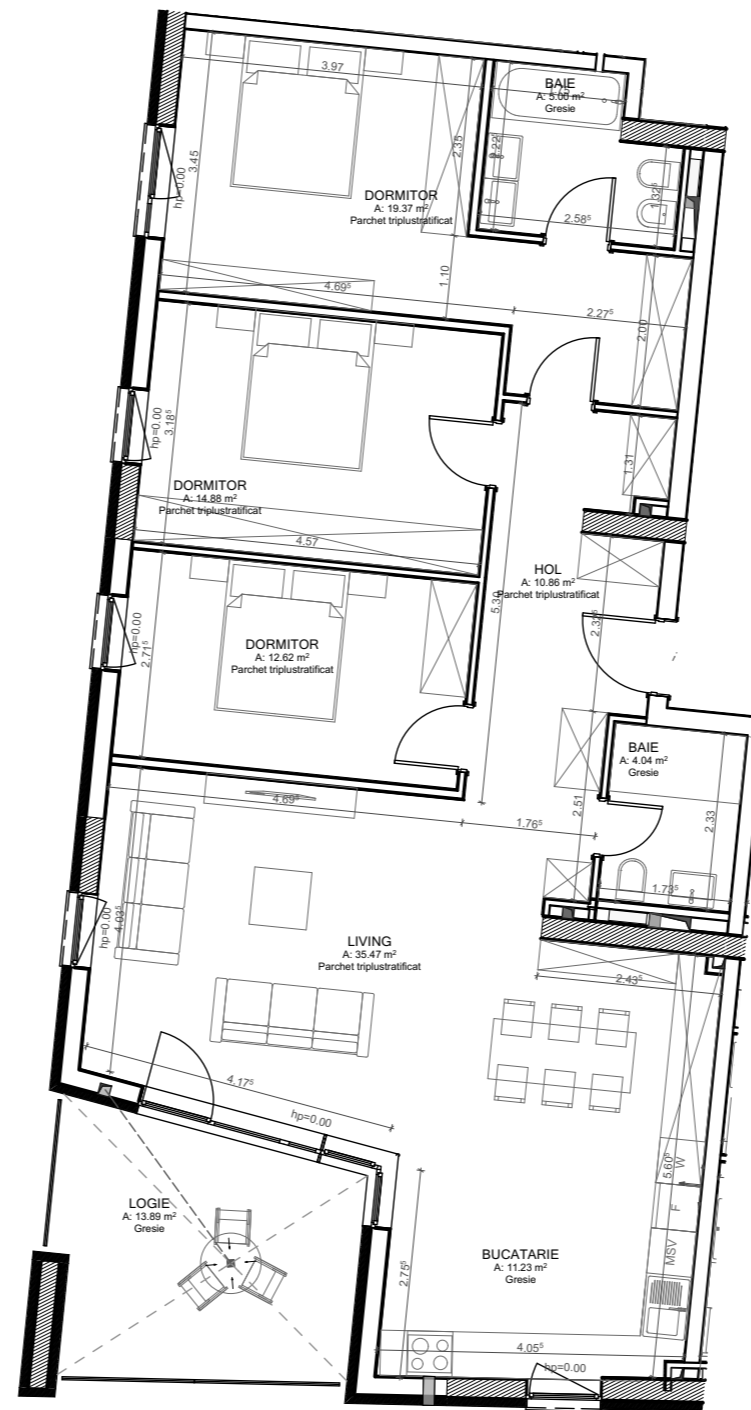 3.97
BAIE
A: 5.00 m²
Gresie
3.45
2.35
hp=0.00
DORMITOR
A: 19.37 m²
Parchet triplustratificat
1.32⁵
2.58⁵
1.10
4.69⁵
2.27⁵
2.00
hp=0.00
3.18⁵
1.31
DORMITOR
A: 14.88 m²
Parchet triplustratificat
4.57
HOL
A: 10.86 m²
Parchet triplustratificat
5.30
2.32⁵
hp=0.00
2.71⁵
DORMITOR
A: 12.62 m²
Parchet triplustratificat
i
BAIE
A: 4.04 m²
Gresie
4.69⁵
1.76⁵
2.51
2.33
1.73⁵
hp=0.00
4.03⁵
LIVING
A: 35.47 m²
Parchet triplustratificat
2.43⁵
4.17⁵
hp=0.00
5.60⁵
W
F
MSV
LOGIE
A: 13.89 m²
Gresie
BUCATARIE
A: 11.23 m²
Gresie
2.75⁵
4.05⁵
hp=0.00